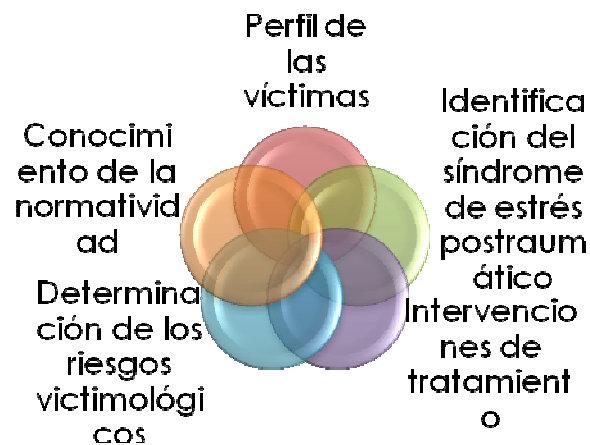 Perfil de
las
víctimas
Identifica
ción del
síndrome
de estrés
postraum
ático
Intervencio
nes de
tratamient
o
Determina
ción de los
riesgos
victimológi
cos
Conocimi
ento de la
normativid
ad